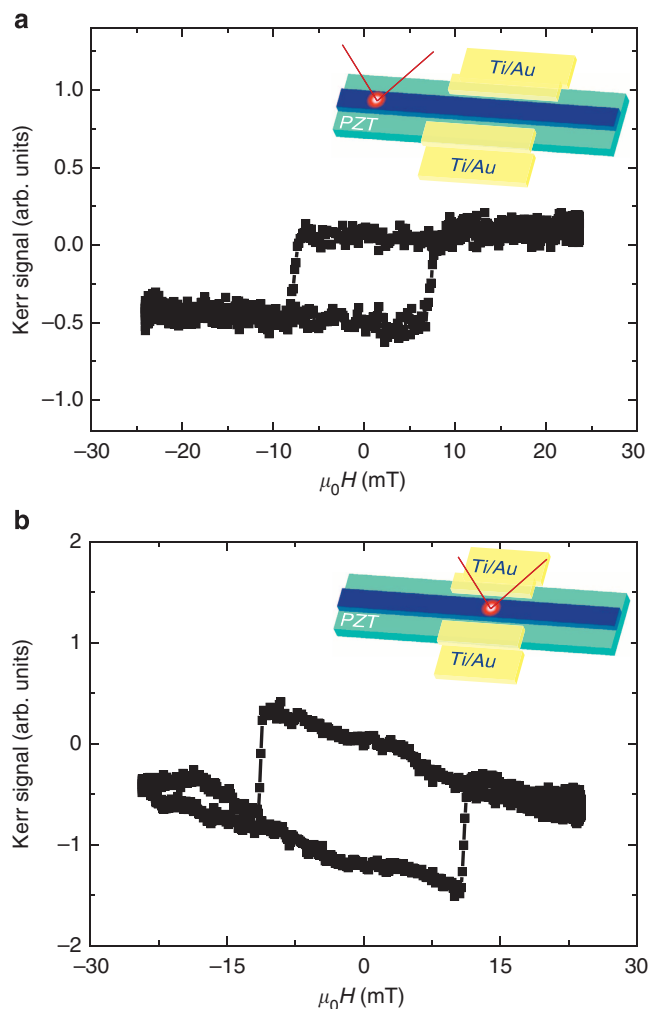 a
Kerr signal (arb. units)
1.0
0.5
0.0
–0.5
–1.0
Ti/Au
PZT
Ti/Au
–30
–20
–10
0
10
20
30
μ0H (mT)
b
Kerr signal (arb. units)
2
1
0
–1
–2
Ti/Au
PZT
Ti/Au
–30
–15
0
15
30
μ0H (mT)